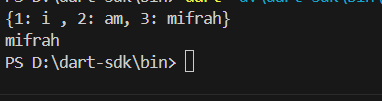 {1: i , 2: am, 3: mifrah}
mifrah
PS D:\dart-sdk\bin>